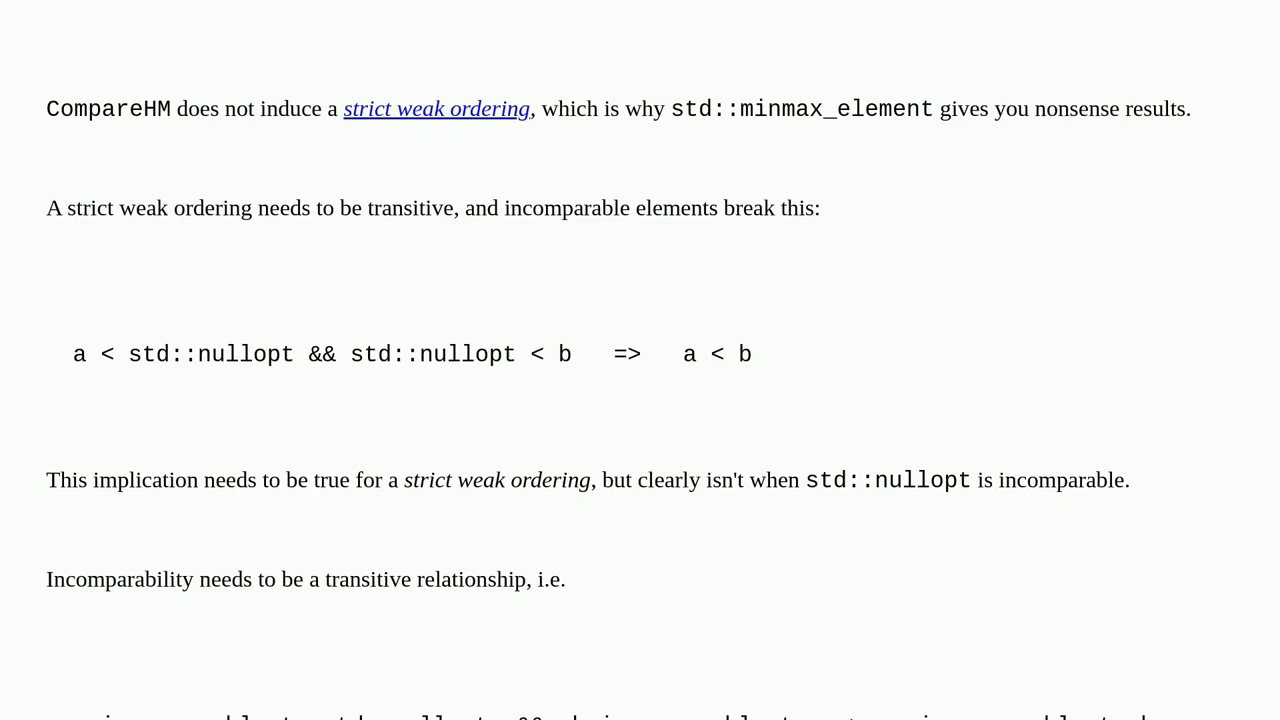 CompareHM does not induce a strict weak ordering, which is why std::minmax_element gives you nonsense results.
A strict weak ordering needs to be transitive, and incomparable elements break this:
a < std::nullopt && std::nullopt < b   =>   a < b
This implication needs to be true for a strict weak ordering, but clearly isn't when std::nullopt is incomparable.
Incomparability needs to be a transitive relationship, i.e.